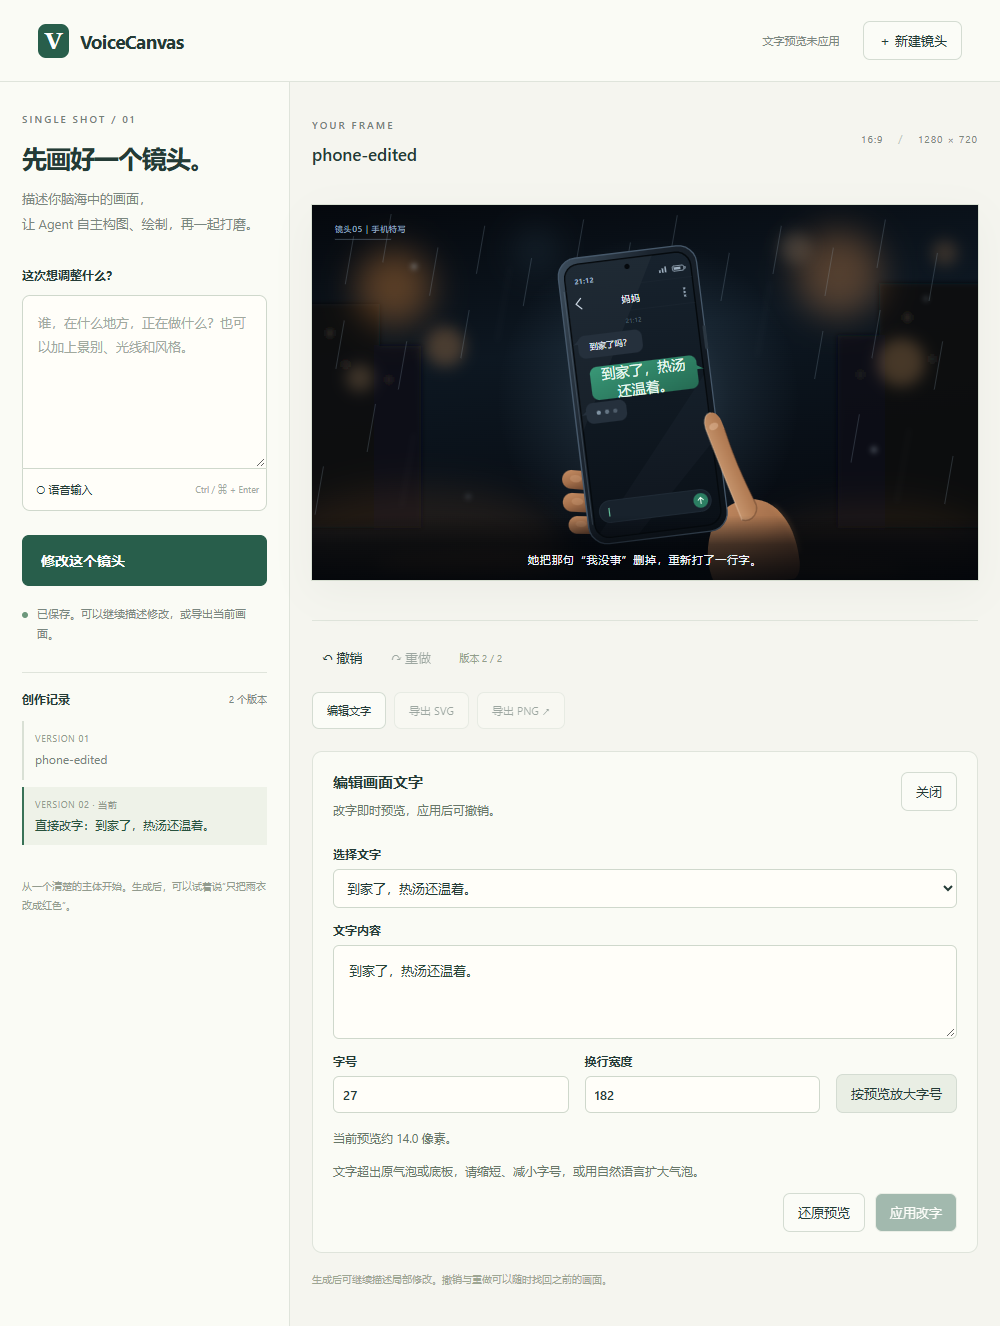 V VoiceCanvas
文字预览未应用
+ 新建镜头
SINGLE SHOT / 01
先画好一个镜头。
描述你脑海中的画面，
让 Agent 自主构图、绘制，再一起打磨。
这次想调整什么？
谁，在什么地方，正在做什么？也可
以加上景别、光线和风格。
语音输入
Ctrl / ⌘ + Enter
修改这个镜头
已保存。可以继续描述修改，或导出当前画
面。
创作记录
2 个版本
VERSION 01
phone-edited
VERSION 02 · 当前
直接改字：到家了，热汤还温着。
从一个清楚的主体开始。生成后，可以试着说“只把雨衣
改成红色”。
YOUR FRAME
phone-edited
16:9 / 1280 × 720
镜头05 | 手机特写
21:12
妈妈
21:12
到家了吗？
到家了，热汤
还温着。
她把那句“我没事”删掉，重新打了一行字。
↶ 撤销
↷ 重做
版本 2 / 2
编辑文字
导出 SVG
导出 PNG ↗
编辑画面文字
改字即时预览，应用后可撤销。
关闭
选择文字
到家了，热汤还温着。
文字内容
到家了，热汤还温着。
字号
换行宽度
27
182
按预览放大字号
当前预览约 14.0 像素。
文字超出原气泡或底板，请缩短、减小字号，或用自然语言扩大气泡。
还原预览
应用改字
生成后可继续描述局部修改。撤销与重做可以随时找回之前的画面。